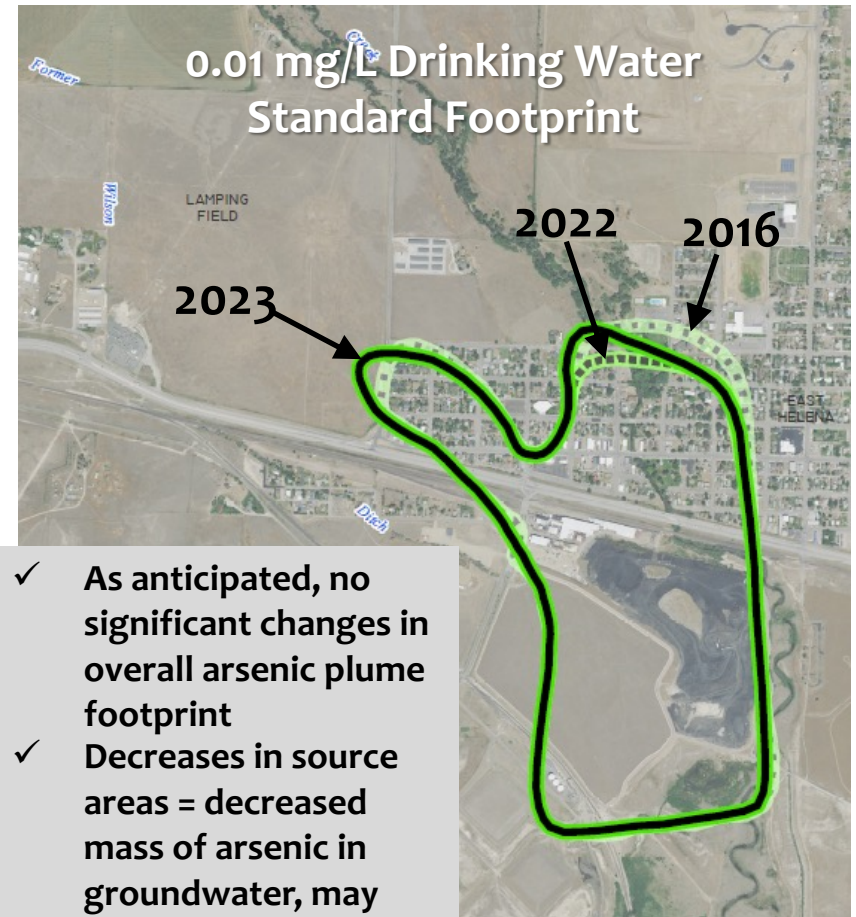 0.01 mg/L Drinking Water
Standard Footprint
Former
Creek
Wilson
LAMPING
FIELD
2022
2016
2023
EAST
HELENA
Ditch
✓ As anticipated, no
significant changes in
overall arsenic plume
footprint
✓ Decreases in source
areas = decreased
mass of arsenic in
groundwater, may